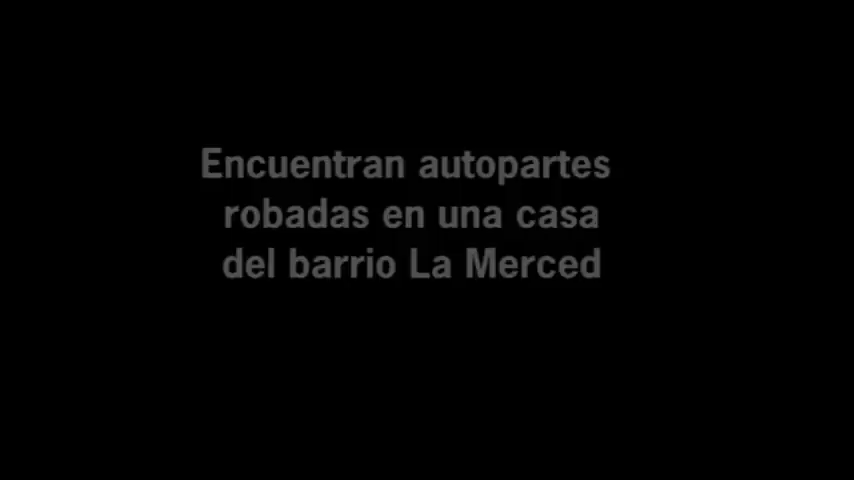 Encuentran autopartes
robadas en una casa
del barrio La Merced